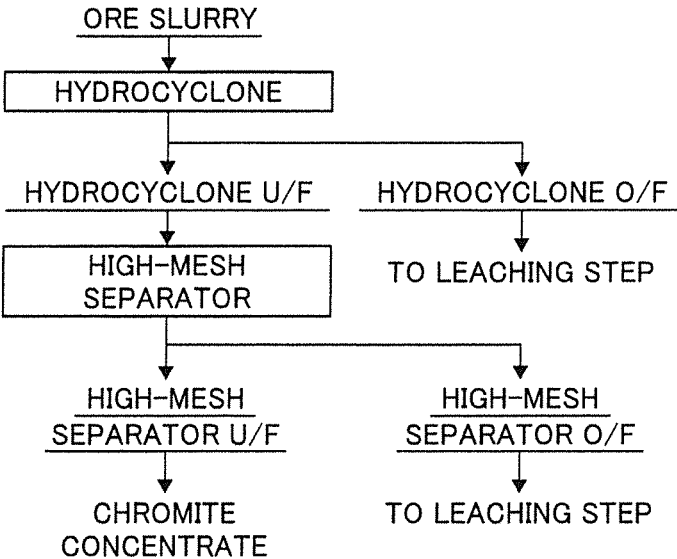 ORE SLURRY
HYDROCYCLONE
HYDROCYCLONE U/F
HYDROCYCLONE O/F
HIGH-MESH
SEPARATOR
TO LEACHING STEP
HIGH-MESH
SEPARATOR U/F
HIGH-MESH
SEPARATOR O/F
CHROMITE
CONCENTRATE
TO LEACHING STEP